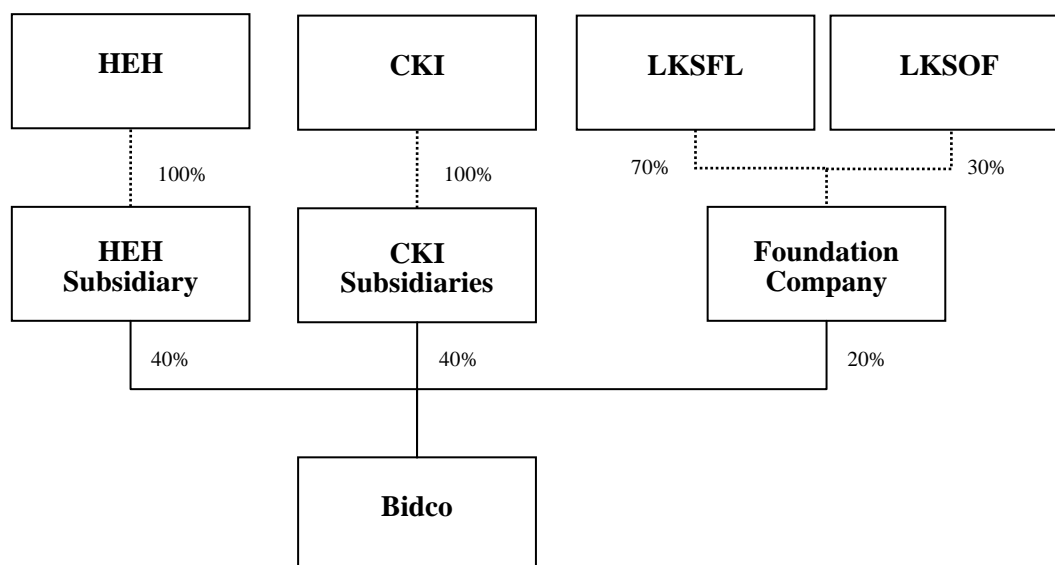 HEH
CKI
LKSFL
LKSOF
100%
100%
70%
30%
HEH
Subsidiary
CKI
Subsidiaries
Foundation
Company
40%
40%
20%
Bidco